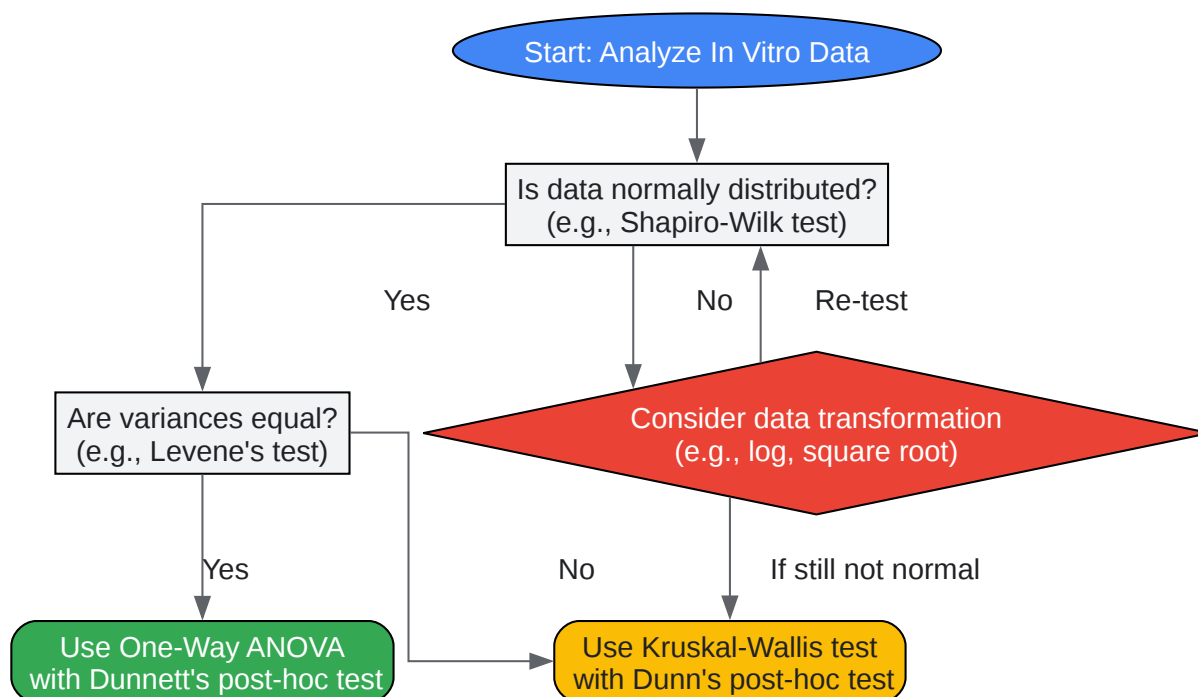 Start: Analyze In Vitro Data
Is data normally distributed?
(e.g., Shapiro-Wilk test)
Yes
No
Re-test
Are variances equal?
(e.g., Levene's test)
Consider data transformation
(e.g., log, square root)
Yes
No
If still not normal
Use One-Way ANOVA
with Dunnett's post-hoc test
Use Kruskal-Wallis test
with Dunn's post-hoc test